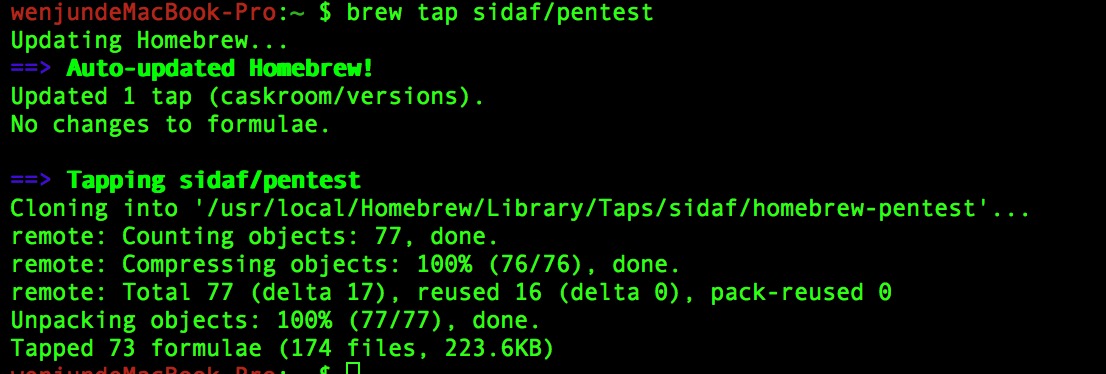 wenjundeMacBook-Pro:~ $ brew tap sidaf/pentest
Updating Homebrew...
==> Auto-updated Homebrew!
Updated 1 tap (caskroom/versions).
No changes to formulae.
==> Tapping sidaf/pentest
Cloning into '/usr/local/Homebrew/Library/Taps/sidaf/homebrew-pentest'...
remote: Counting objects: 77, done.
remote: Compressing objects: 100% (76/76), done.
remote: Total 77 (delta 17), reused 16 (delta 0), pack-reused 0
Unpacking objects: 100% (77/77), done.
Tapped 73 formulae (174 files, 223.6KB)
wenjundeMacBook-Pro:~ $